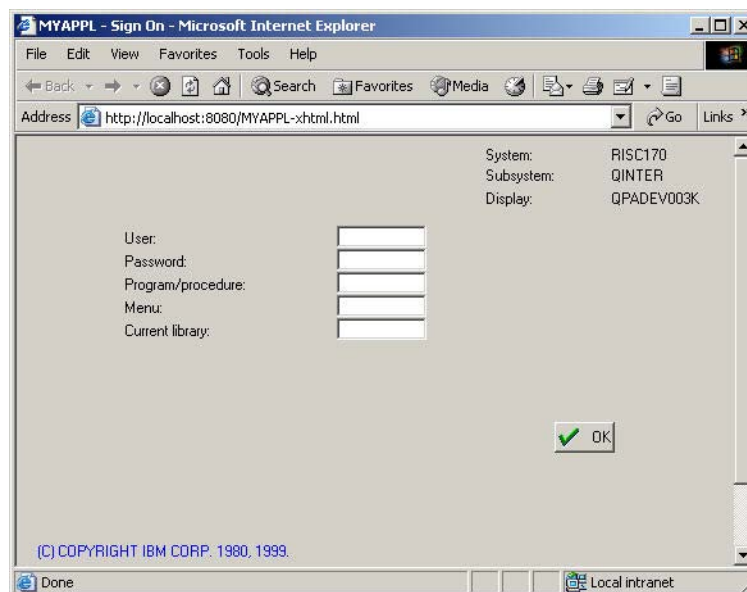 MYAPPL - Sign On - Microsoft Internet Explorer
File Edit View Favorites Tools Help
Back Search Favorites Media
Address http://localhost:8080/MYAPPL-xhtml.html Go Links »
System: RISC170
Subsystem: QINTER
Display: QPADEV003K
User:
Password:
Program/procedure:
Menu:
Current library:
OK
(C) COPYRIGHT IBM CORP. 1980, 1999.
Done Local intranet